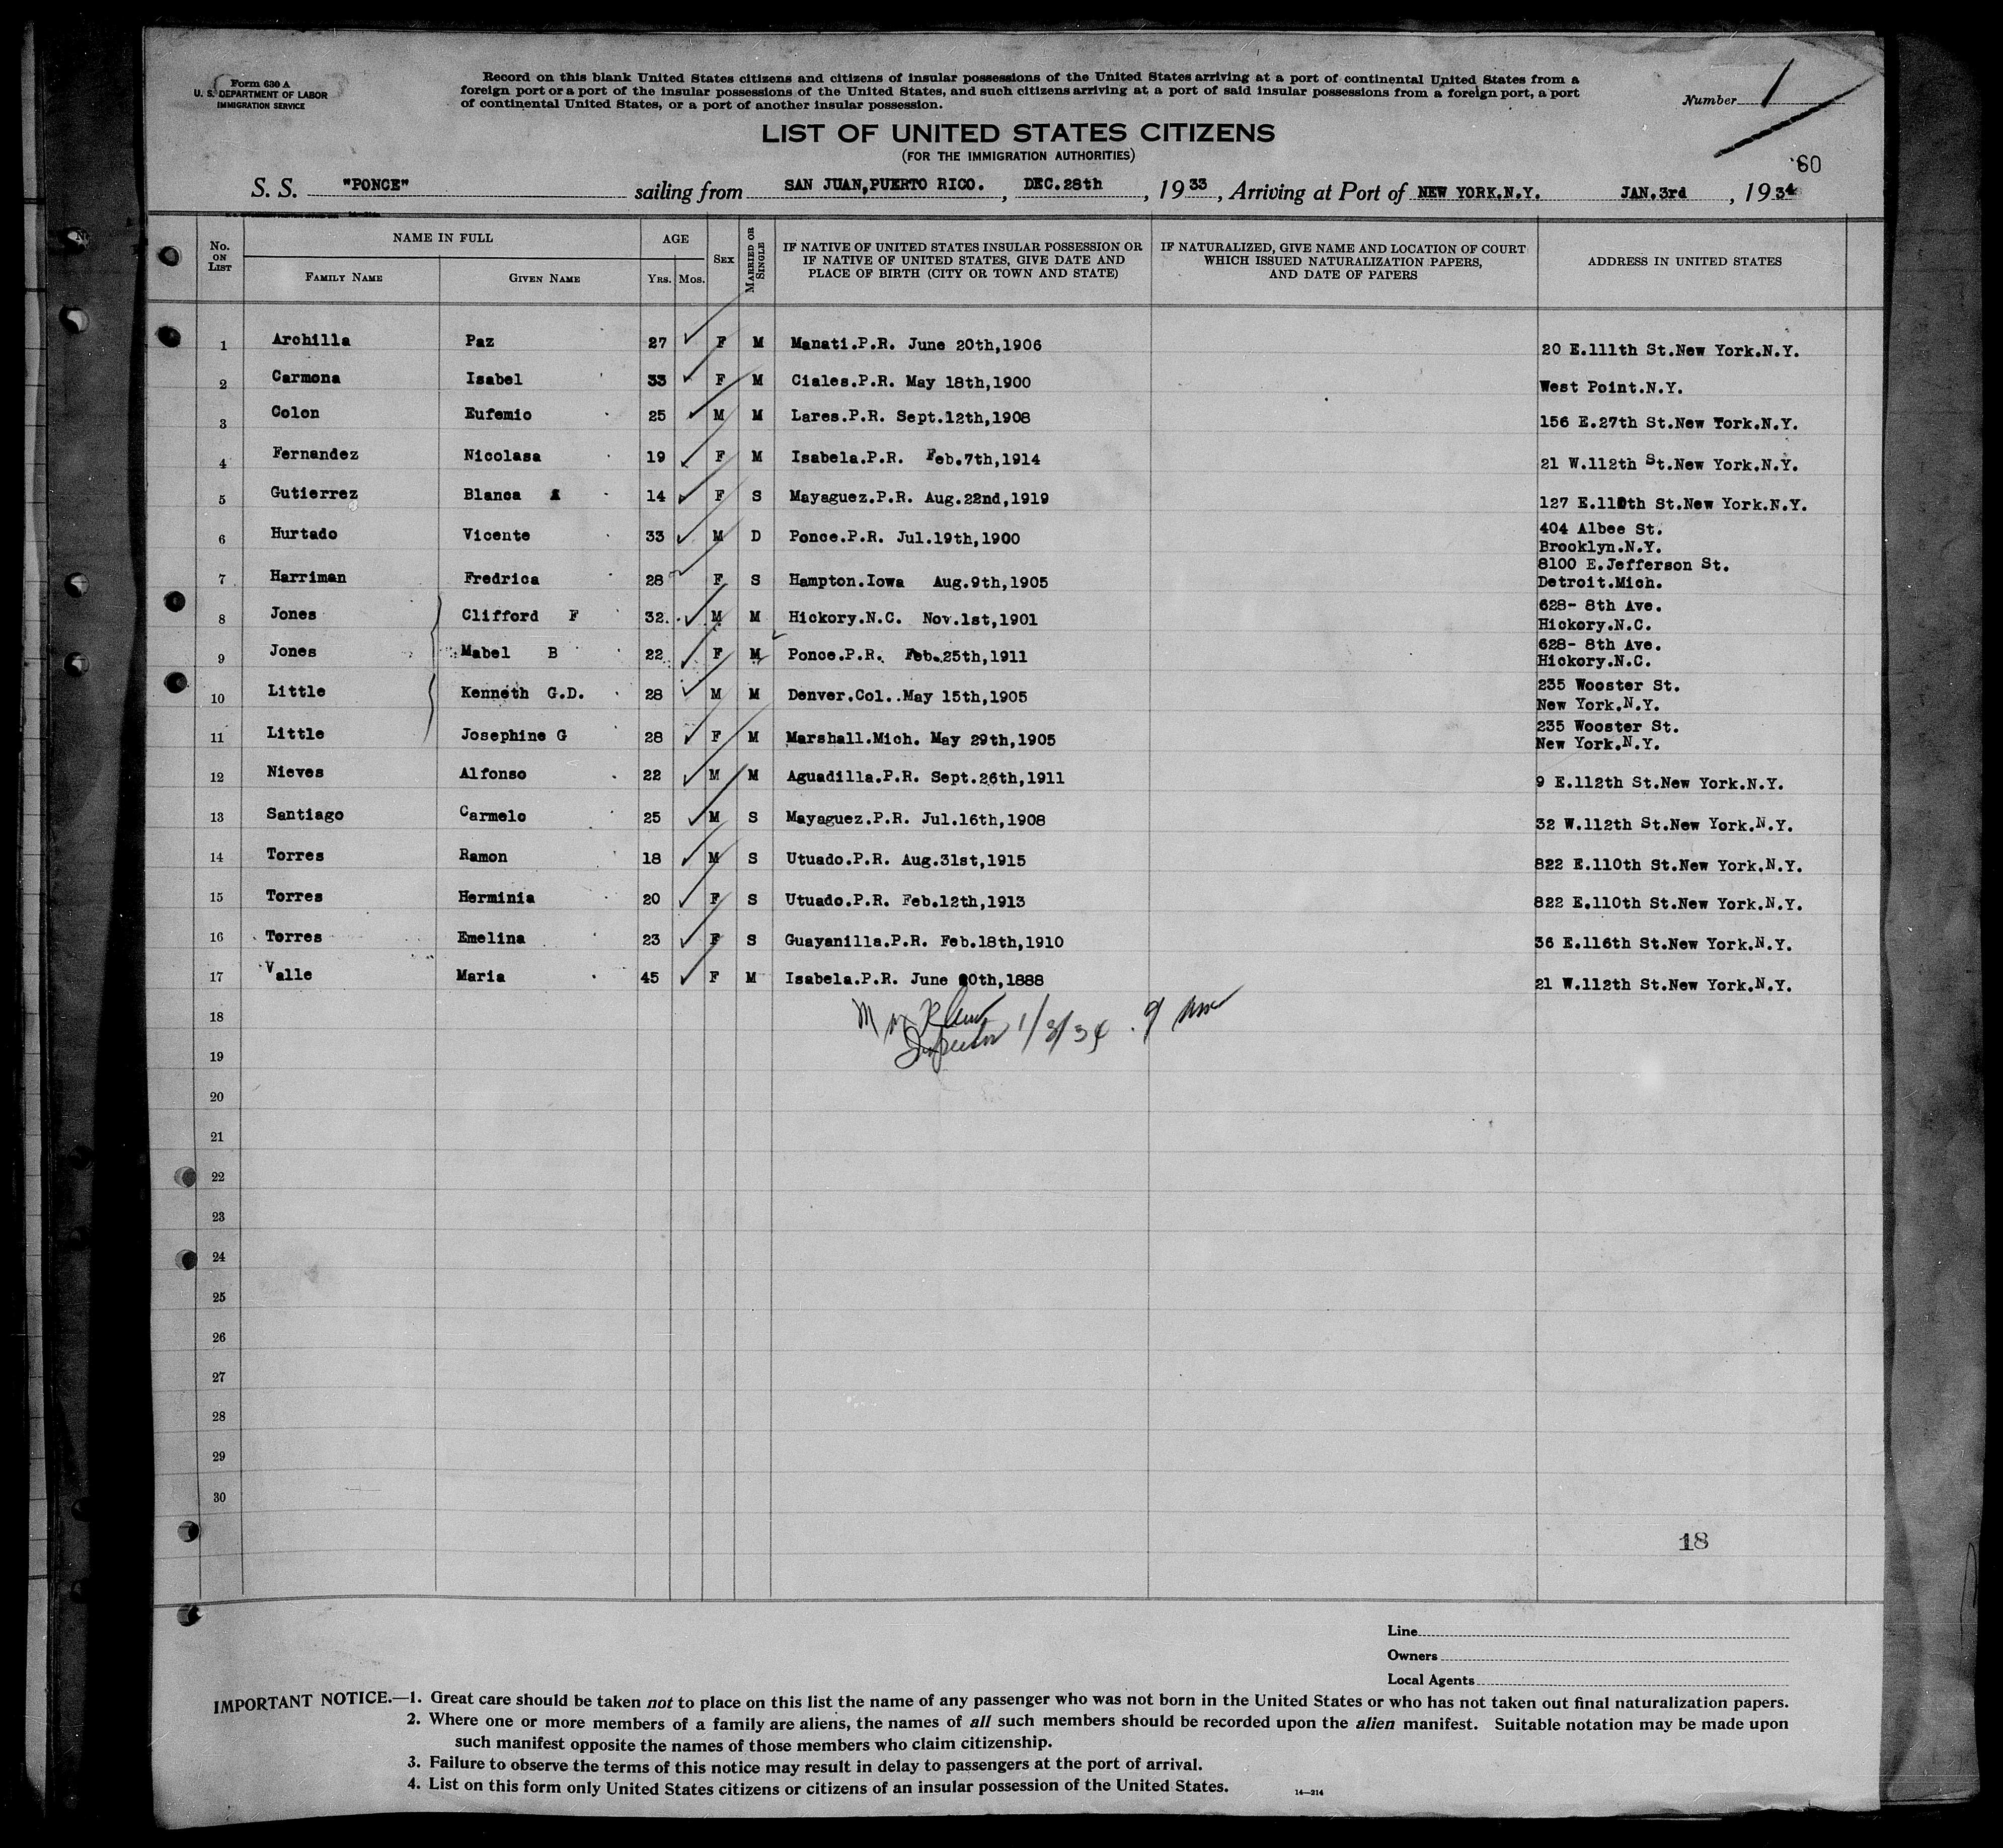 Form 630 A
U. S. DEPARTMENT OF LABOR
IMMIGRATION SERVICE
Record on this blank United States citizens and citizens of insular possessions of the United States arriving at a port of continental United States from a
foreign port or a port of the insular possessions of the United States, and such citizens arriving at a port of said insular possessions from a foreign port, a port
of continental United States, or a port of another insular possession.
Number 1
LIST OF UNITED STATES CITIZENS
(FOR THE IMMIGRATION AUTHORITIES)
60
S. S. "PONCE" sailing from SAN JUAN,PUERTO RICO. , DEC.28th , 19 33 , Arriving at Port of NEW YORK.N.Y. JAN.3rd , 19 34
No. ON LIST
NAME IN FULL
FAMILY NAME GIVEN NAME
AGE
YRS. MOS.
SEX
MARRIED OR SINGLE
IF NATIVE OF UNITED STATES INSULAR POSSESSION OR
IF NATIVE OF UNITED STATES, GIVE DATE AND
PLACE OF BIRTH (CITY OR TOWN AND STATE)
IF NATURALIZED, GIVE NAME AND LOCATION OF COURT
WHICH ISSUED NATURALIZATION PAPERS,
AND DATE OF PAPERS
ADDRESS IN UNITED STATES
1 Archilla Paz 27 F M Manati.P.R. June 20th,1906 20 E.111th St.New York.N.Y.
2 Carmona Isabel 33 F M Ciales.P.R. May 18th,1900 West Point.N.Y.
3 Colon Eufemio 25 M M Lares.P.R. Sept.12th,1908 156 E.27th St.New York.N.Y.
4 Fernandez Nicolasa 19 F M Isabela.P.R. Feb.7th,1914 21 W.112th St.New York.N.Y.
5 Gutierrez Blanca A 14 F S Mayaguez.P.R. Aug.22nd,1919 127 E.110th St.New York.N.Y.
6 Hurtado Vicente 33 M D Ponce.P.R. Jul.19th,1900 404 Albee St.
Brooklyn.N.Y.
7 Harriman Fredrica 28 F S Hampton.Iowa Aug.9th,1905 8100 E.Jefferson St.
Detroit.Mich.
8 Jones Clifford F 32. M M Hickory.N.C. Nov.1st,1901 628- 8th Ave.
Hickory.N.C.
9 Jones Mabel B 22 F M Ponce.P.R. Feb.25th,1911 628- 8th Ave.
Hickory.N.C.
10 Little Kenneth G.D. 28 M M Denver.Col..May 15th,1905 235 Wooster St.
New York.N.Y.
11 Little Josephine G 28 F M Marshall.Mich. May 29th,1905 235 Wooster St.
New York.N.Y.
12 Nieves Alfonso 22 M M Aguadilla.P.R. Sept.26th,1911 9 E.112th St.New York.N.Y.
13 Santiago Carmelo 25 M S Mayaguez.P.R. Jul.16th,1908 32 W.112th St.New York.N.Y.
14 Torres Ramon 18 M S Utuado.P.R. Aug.31st,1915 822 E.110th St.New York.N.Y.
15 Torres Herminia 20 F S Utuado.P.R. Feb.12th,1913 822 E.110th St.New York.N.Y.
16 Torres Emelina 23 F S Guayanilla.P.R. Feb.18th,1910 36 E.116th St.New York.N.Y.
17 Valle Maria 45 F M Isabela.P.R. June 20th,1888 21 W.112th St.New York.N.Y.
18
Inspector 1/3/34
19
20
21
22
23
24
25
26
27
28
29
30
18
Line
Owners
Local Agents
IMPORTANT NOTICE.—1. Great care should be taken not to place on this list the name of any passenger who was not born in the United States or who has not taken out final naturalization papers.
2. Where one or more members of a family are aliens, the names of all such members should be recorded upon the alien manifest. Suitable notation may be made upon
such manifest opposite the names of those members who claim citizenship.
3. Failure to observe the terms of this notice may result in delay to passengers at the port of arrival.
4. List on this form only United States citizens or citizens of an insular possession of the United States.
14—214